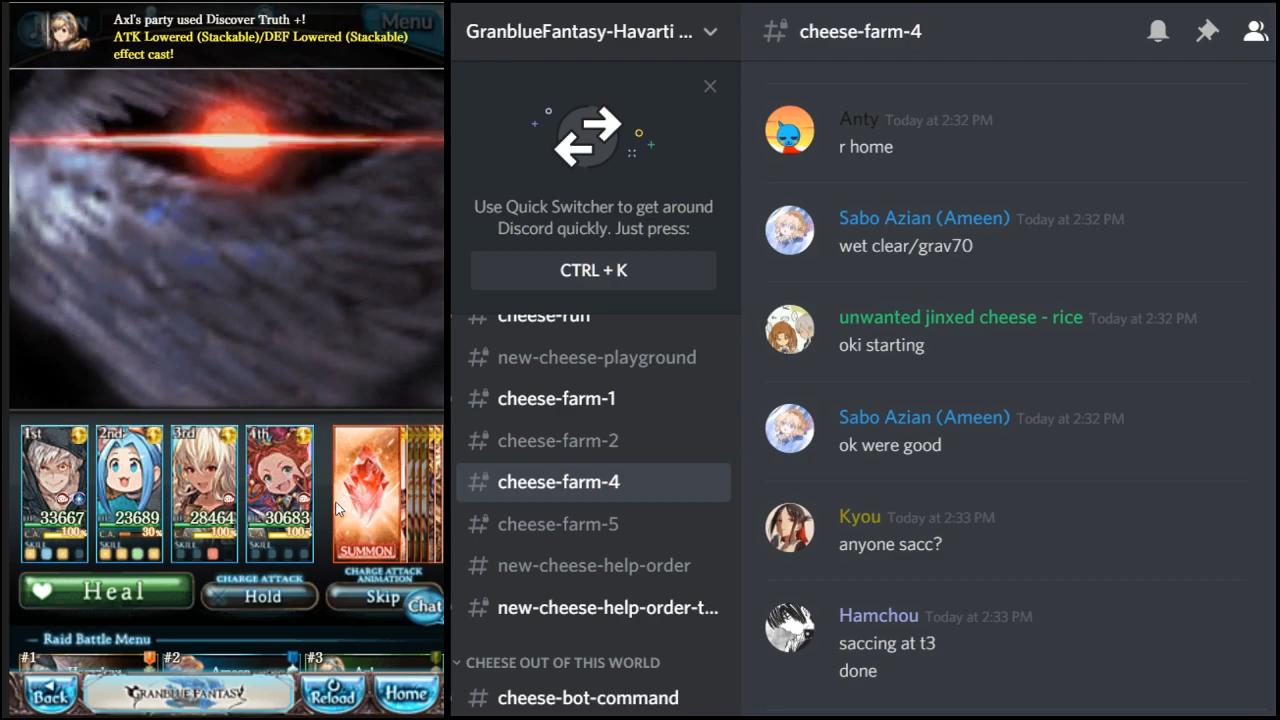 Axl's party used Discover Truth +!
ATK Lowered (Stackable)/DEF Lowered (Stackable)
effect cast!
Menu
1st
2nd
3rd
4th
33667
23689
28464
30683
C.A. 100%
C.A. 30%
C.A. 100%
C.A. 100%
SKILL
SKILL
SKILL
SKILL
SUMMON
Heal
CHARGE ATTACK
Hold
CHARGE ATTACK
ANIMATION
Skip
Chat
Raid Battle Menu
#1
#2
#3
Back
GRANBLUE FANTASY
Reload
Home
GranblueFantasy-Havarti ...
Use Quick Switcher to get around
Discord quickly. Just press:
CTRL + K
cheese-run
new-cheese-playground
cheese-farm-1
cheese-farm-2
cheese-farm-4
cheese-farm-5
new-cheese-help-order
new-cheese-help-order-t...
CHEESE OUT OF THIS WORLD
cheese-bot-command
cheese-farm-4
Anty Today at 2:32 PM
r home
Sabo Azian (Ameen) Today at 2:32 PM
wet clear/grav70
unwanted jinxed cheese - rice Today at 2:32 PM
oki starting
Sabo Azian (Ameen) Today at 2:32 PM
ok were good
Kyou Today at 2:33 PM
anyone sacc?
Hamchou Today at 2:33 PM
saccing at t3
done